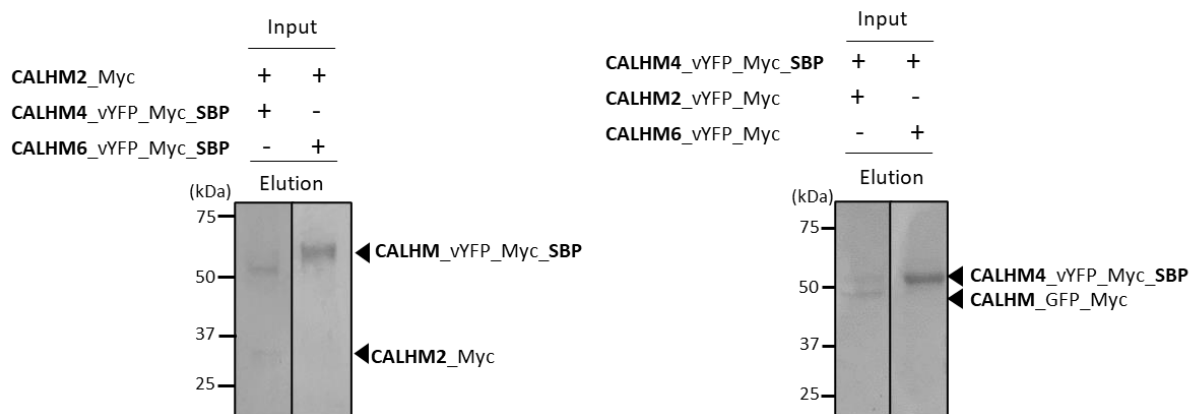 Input
CALHM2_Myc + +
CALHM4_vYFP_Myc_SBP + -
CALHM6_vYFP_Myc_SBP - +
Elution
(kDa)
75
50
37
25
CALHM_vYFP_Myc_SBP
CALHM2_Myc
Input
CALHM4_vYFP_Myc_SBP + +
CALHM2_vYFP_Myc + -
CALHM6_vYFP_Myc - +
Elution
(kDa)
75
50
37
25
CALHM4_vYFP_Myc_SBP
CALHM_GFP_Myc